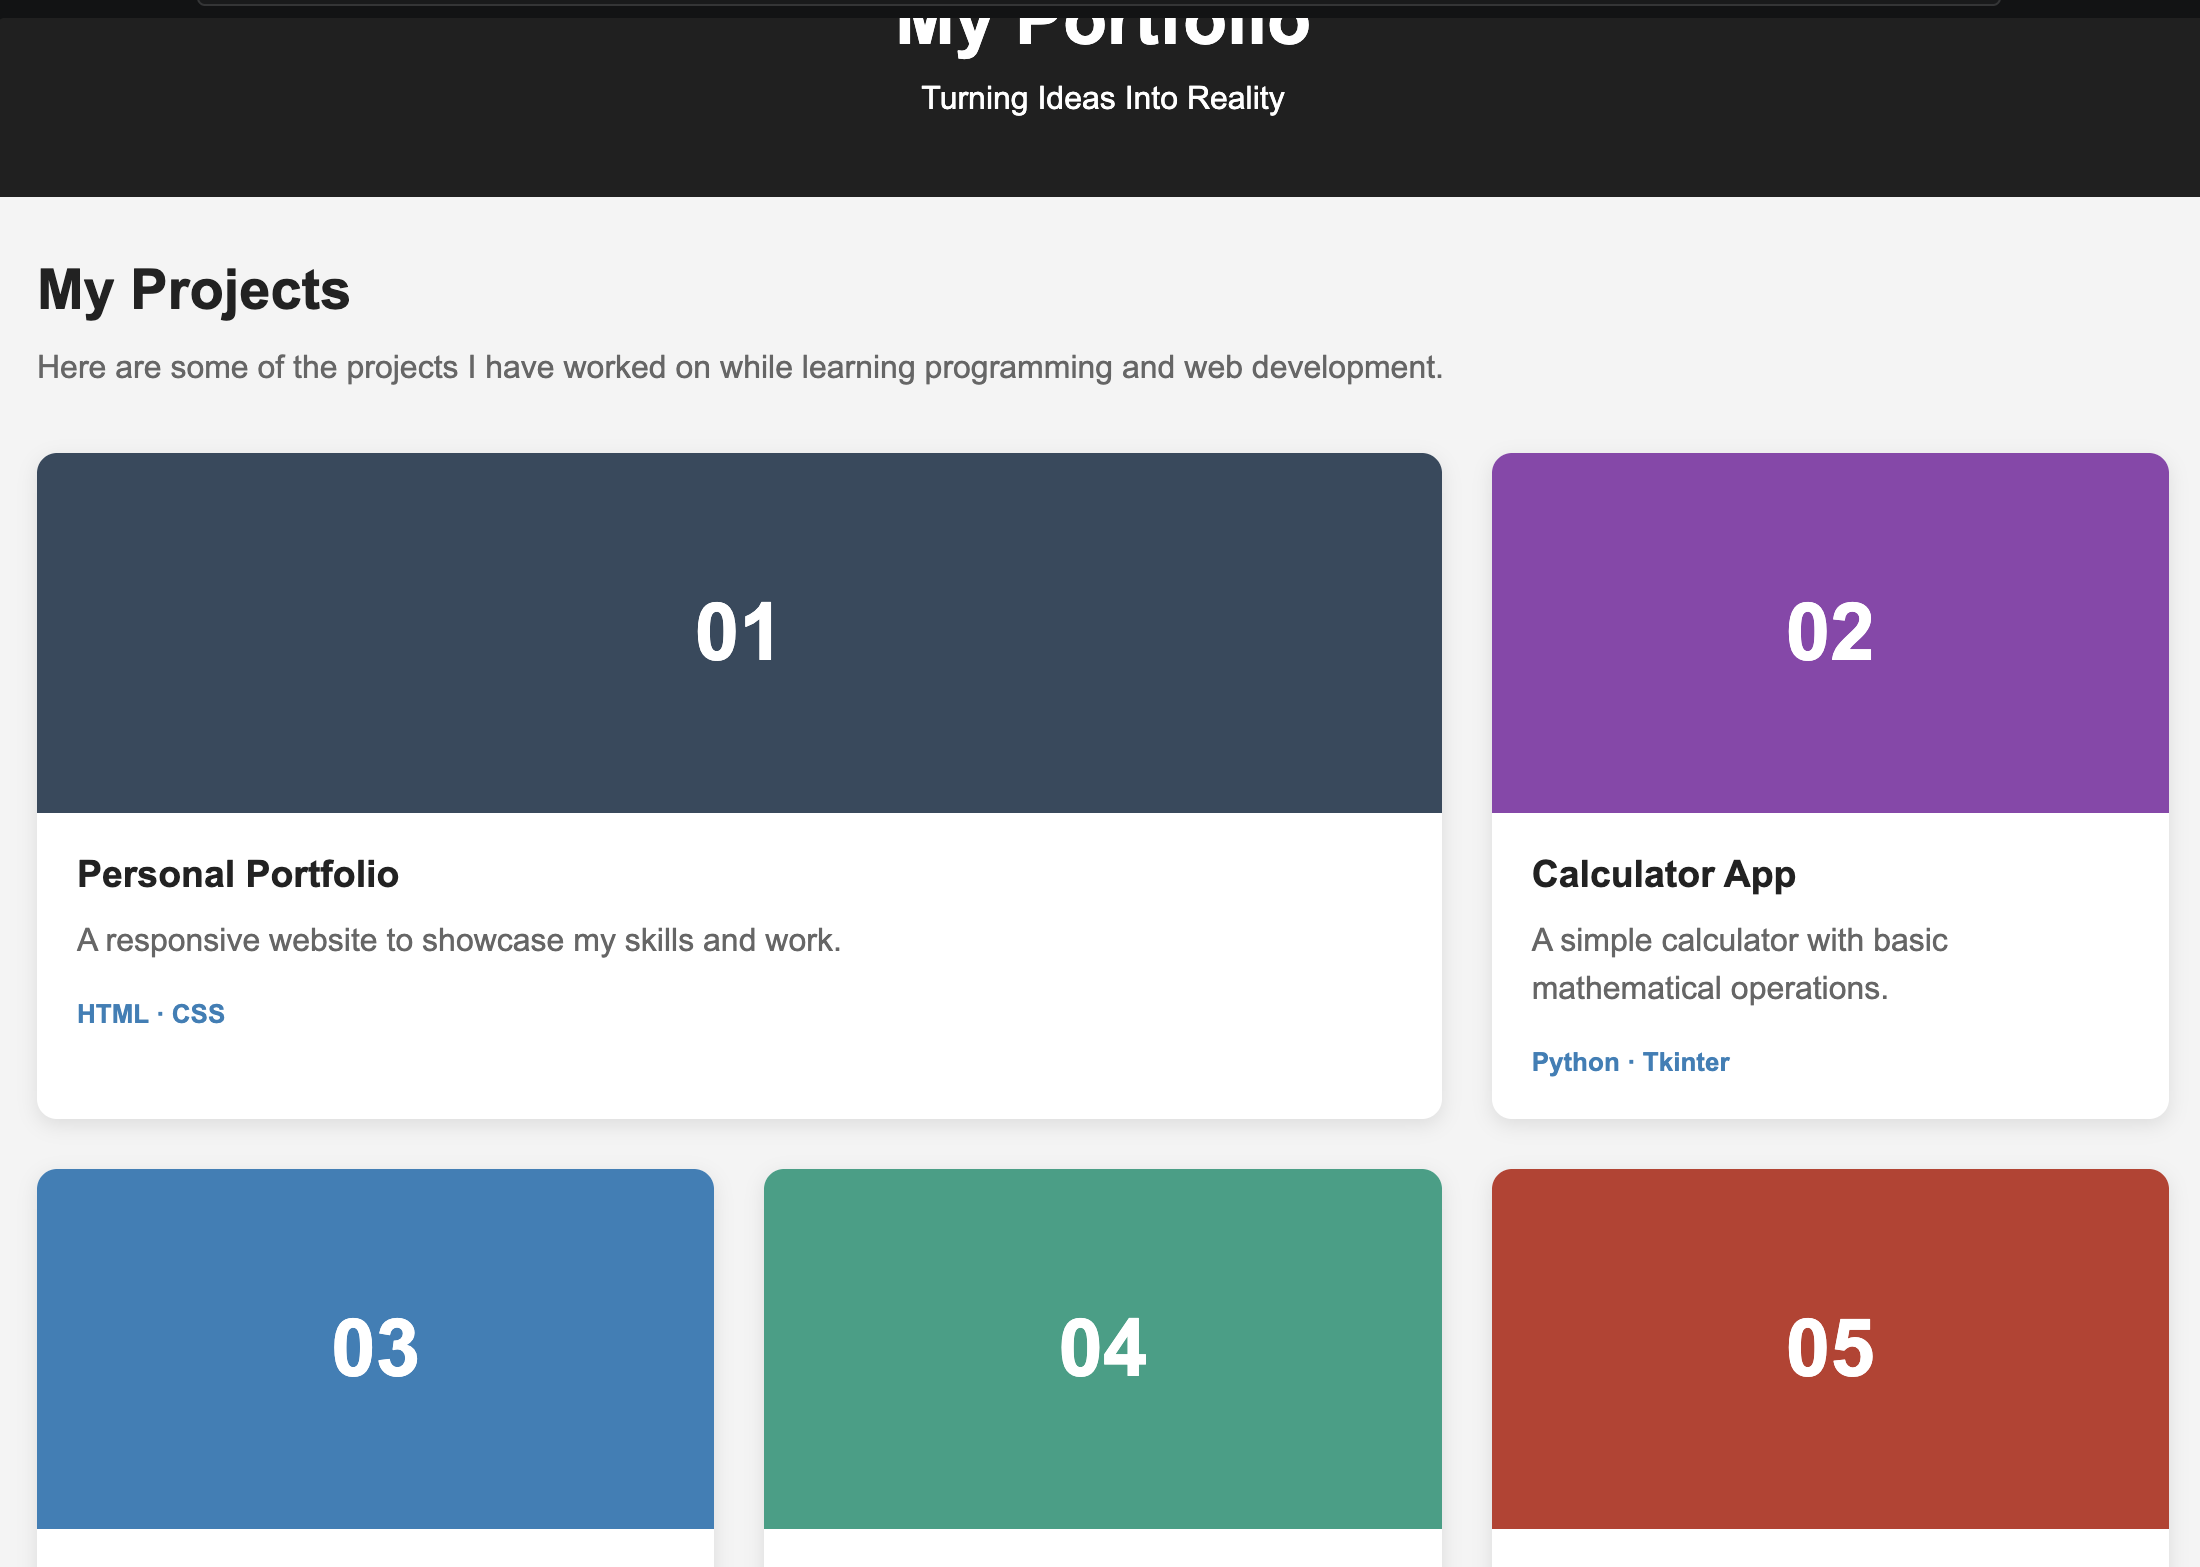 My Portfolio
Turning Ideas Into Reality
My Projects
Here are some of the projects I have worked on while learning programming and web development.
01
02
Personal Portfolio
A responsive website to showcase my skills and work.
HTML · CSS
Calculator App
A simple calculator with basic
mathematical operations.
Python · Tkinter
03
04
05